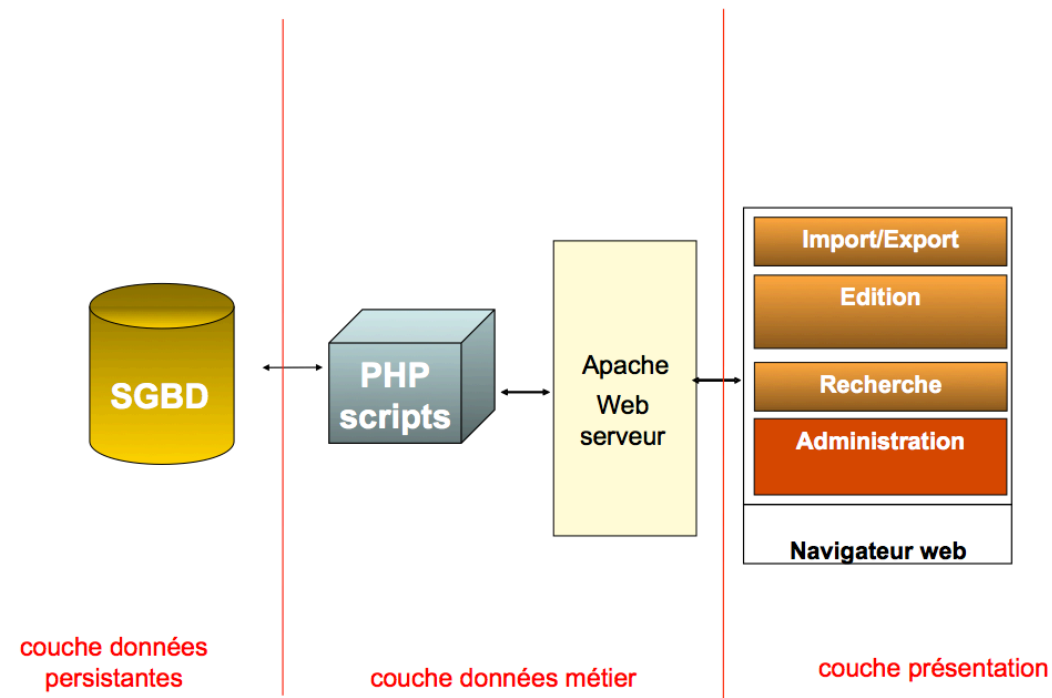 SGBD
PHP
scripts
Apache
Web
serveur
Import/Export
Edition
Recherche
Administration
Navigateur web
couche données
persistantes
couche données métier
couche présentation